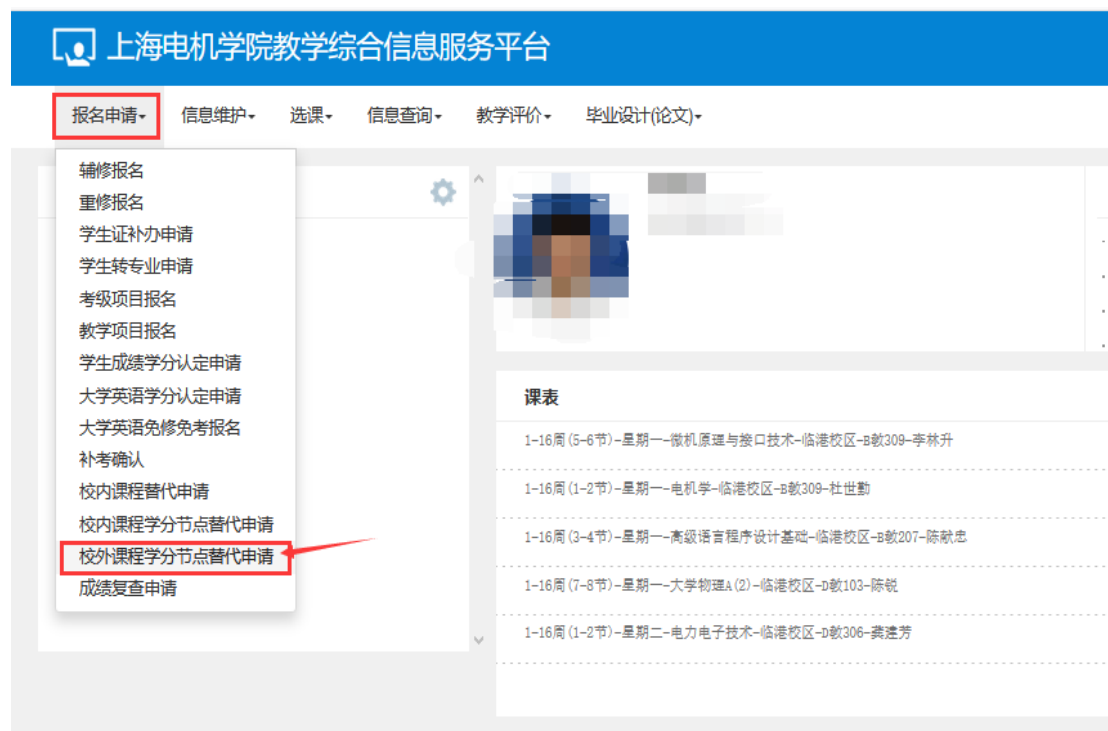 上海电机学院教学综合信息服务平台
报名申请 信息维护 选课 信息查询 教学评价 毕业设计(论文)
辅修报名
重修报名
学生证补办申请
学生转专业申请
考级项目报名
教学项目报名
学生成绩学分认定申请
大学英语学分认定申请
大学英语免修免考报名
补考确认
校内课程替代申请
校内课程学分节点替代申请
校外课程学分节点替代申请
成绩复查申请
课表
1-16周(5-6节)-星期一-微机原理与接口技术-临港校区-B教309-李林升
1-16周(1-2节)-星期一-电机学-临港校区-B教309-杜世勤
1-16周(3-4节)-星期一-高级语言程序设计基础-临港校区-B教207-陈献忠
1-16周(7-8节)-星期一-大学物理A(2)-临港校区-D教103-陈锐
1-16周(1-2节)-星期二-电力电子技术-临港校区-D教306-龚建芳